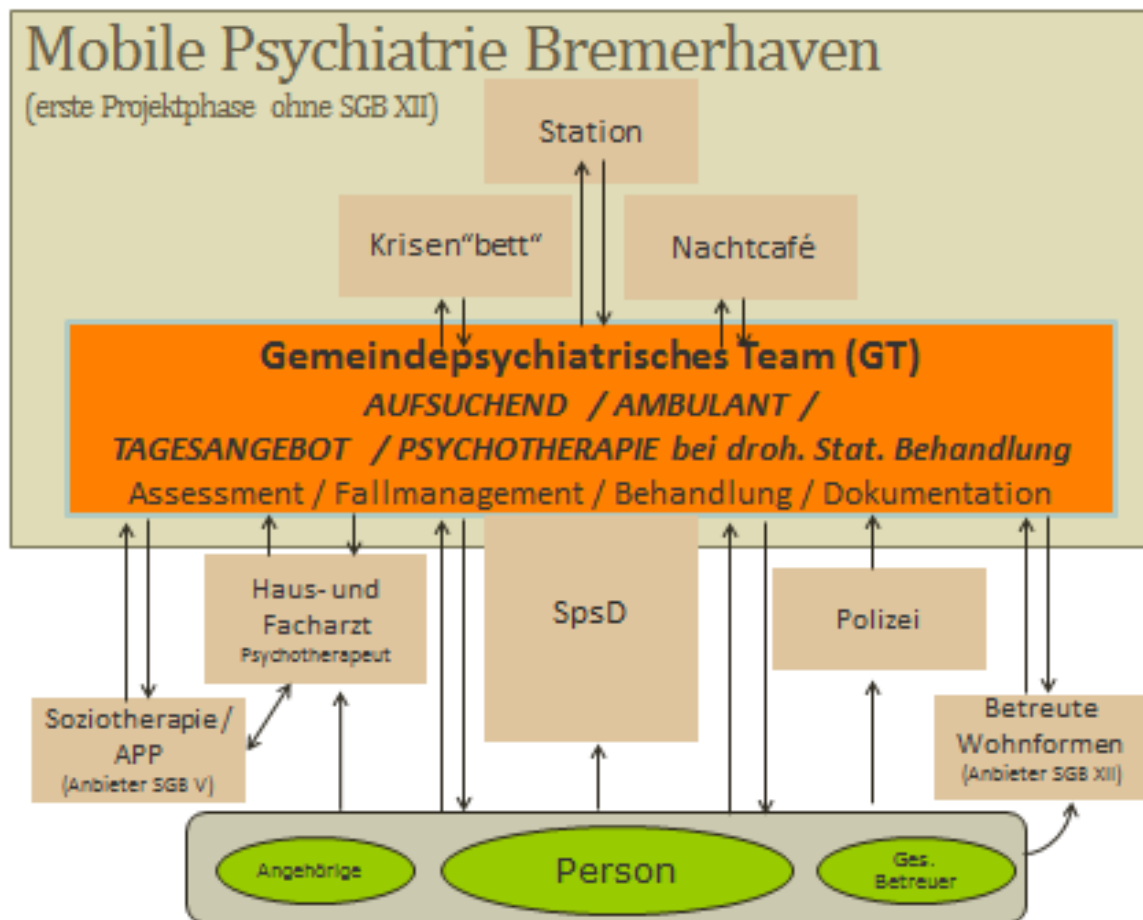 Mobile Psychiatrie Bremerhaven
(erste Projektphase ohne SGB XII)
Station
Krisen“bett“
Nachtcafé
Gemeindepsychiatrisches Team (GT)
AUFSUCHEND / AMBULANT /
TAGESANGEBOT / PSYCHOTHERAPIE bei droh. Stat. Behandlung
Assessment / Fallmanagement / Behandlung / Dokumentation
Haus- und
Facharzt
Psychotherapeut
SpsD
Polizei
Soziotherapie/
APP
(Anbieter SGB V)
Betreute
Wohnformen
(Anbieter SGB XII)
Angehörige
Person
Ges.
Betreuer